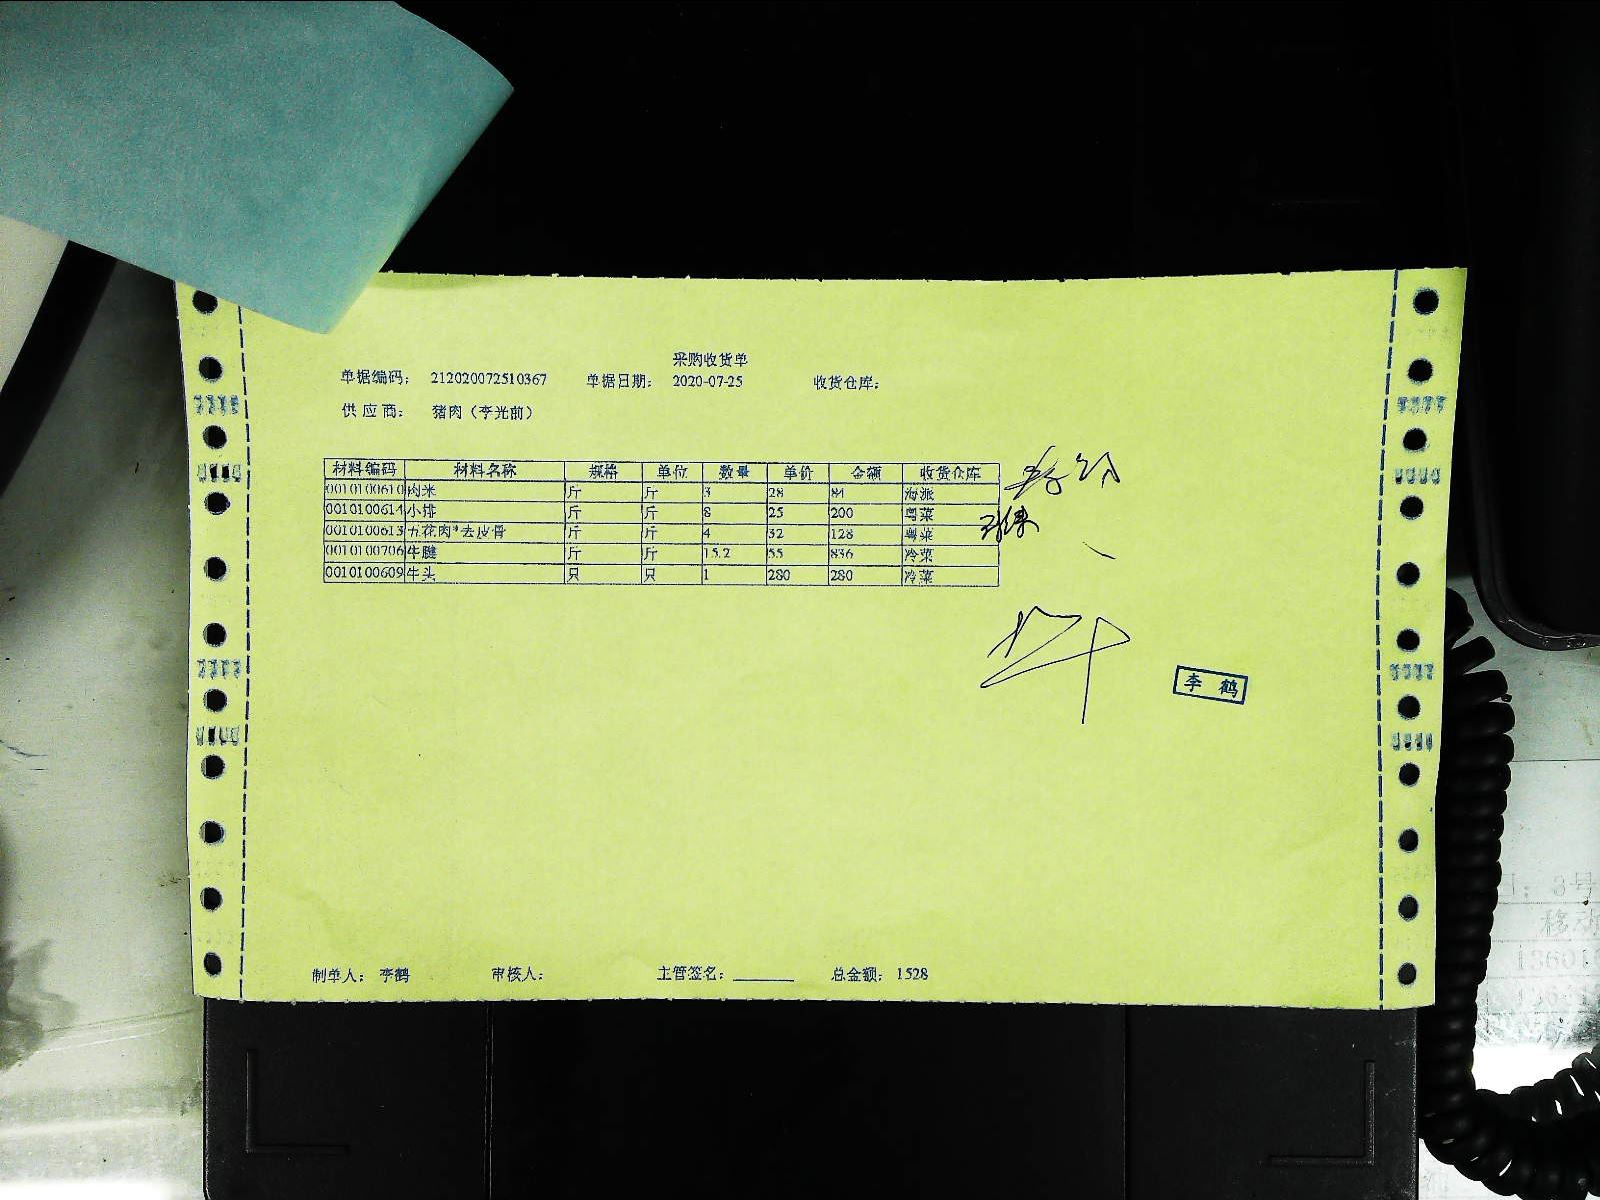 采购收货单
单据编码： 212020072510367 单据日期： 2020-07-25 收货仓库：
供 应 商： 猪肉（李光前）
材料编码 材料名称 规格 单位 数量 单价 金额 收货仓库
0010100610 肉米 斤 斤 3 28 84 海派
0010100614 小排 斤 斤 8 25 200 粤菜
0010100613 五花肉*去皮骨 斤 斤 4 32 128 粤菜
0010100706 牛腱 斤 斤 15.2 55 836 冷菜
0010100609 牛头 只 只 1 280 280 冷菜
李 鹤
制单人： 李鹤 审核人： 主管签名： 总金额： 1528